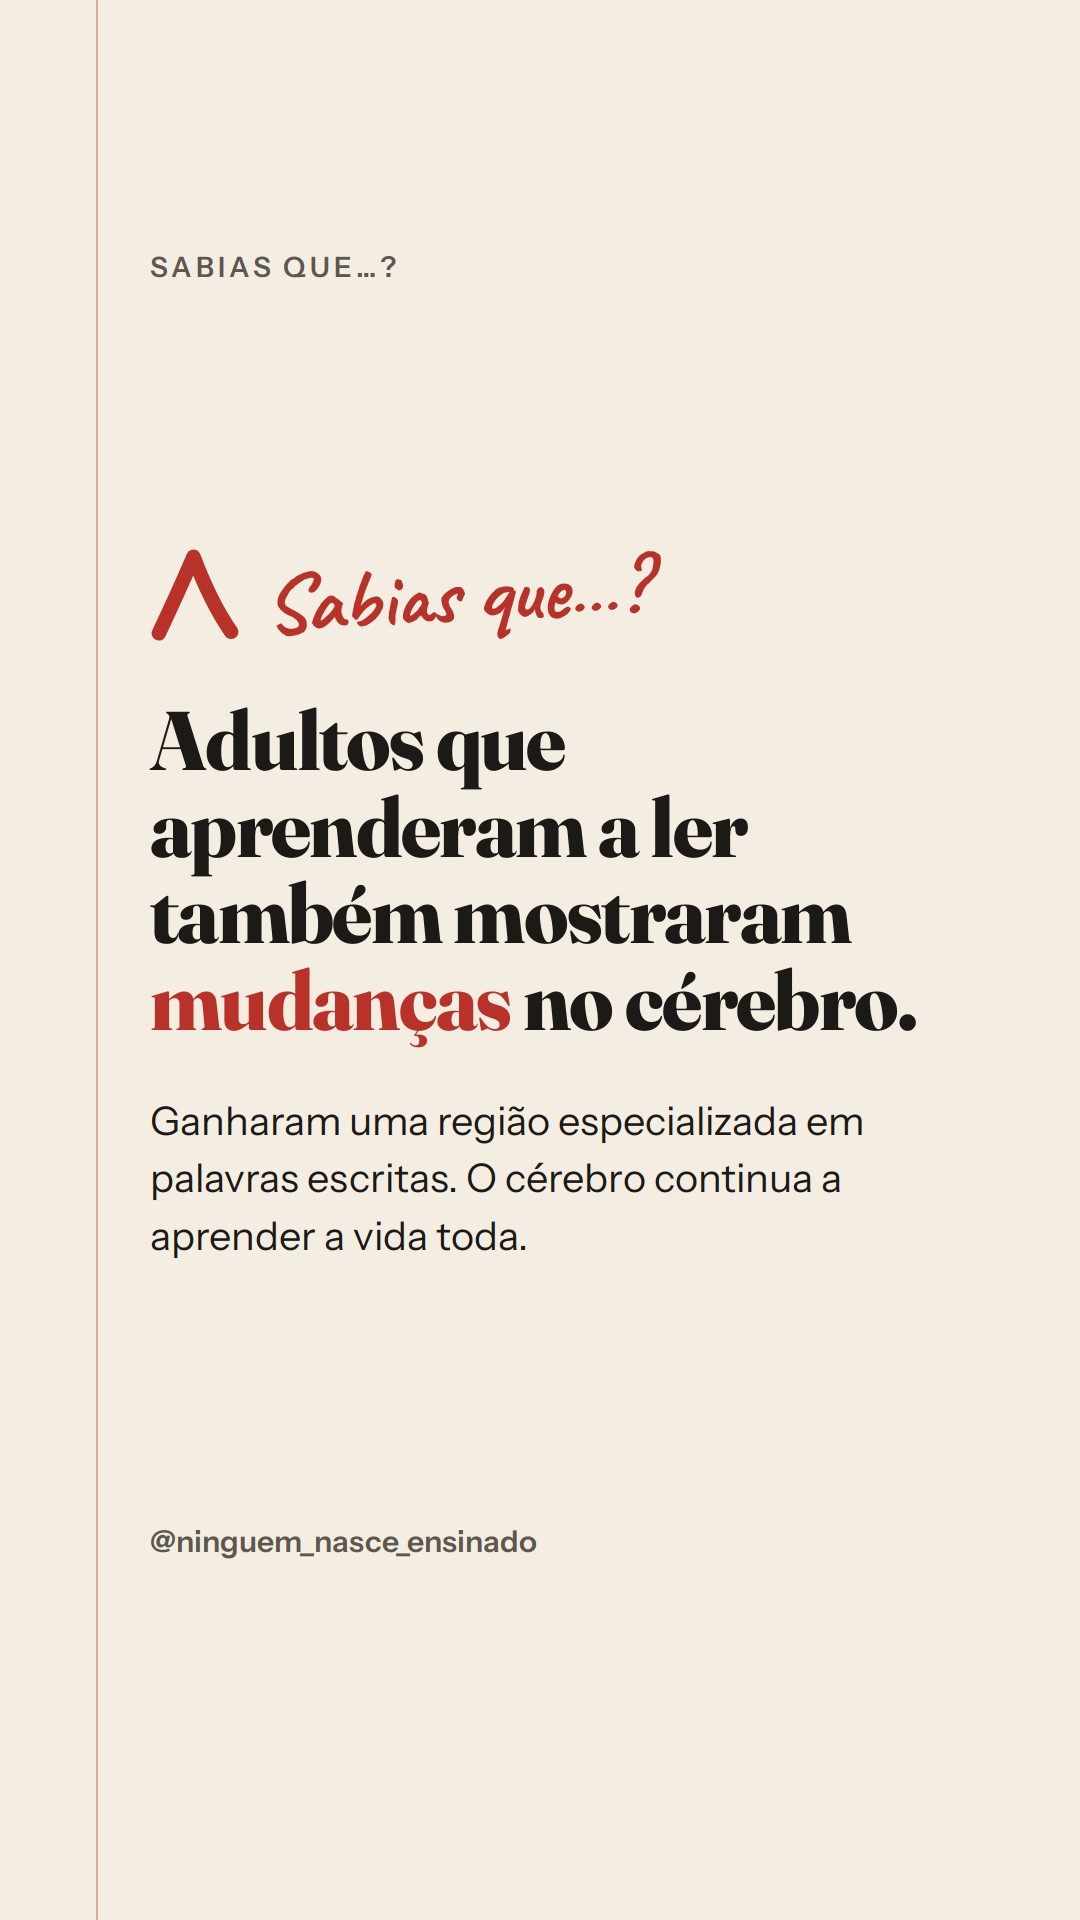 SABIAS QUE…?
Sabias que...?
Adultos que
aprenderam a ler
também mostraram
mudanças no cérebro.
Ganharam uma região especializada em
palavras escritas. O cérebro continua a
aprender a vida toda.
@ninguem_nasce_ensinado